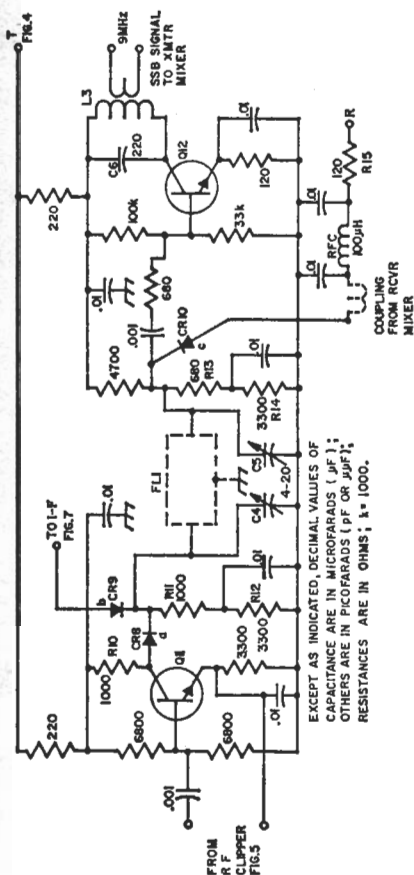 T
FIG.4
220
220
TO I-F
FIG.7
.01
4700
.01
100k
C6
220
L3
9MHz
SSB SIGNAL
TO XMTR
MIXER
6800
R10
1000
b
CR9
CR8
a
Q11
.001
680
CR10
c
Q12
.001
6800
3300
R11
1000
R12
3300
.01
FL1
680
R13
.01
3300
R14
33k
120
.01
FROM
R F
CLIPPER
FIG.5
.01
C4
C5
4-20
.01
.01
RFC
100μH
120
R15
R
COUPLING
FROM RCVR
MIXER
EXCEPT AS INDICATED, DECIMAL VALUES OF
CAPACITANCE ARE IN MICROFARADS ( μF ) ;
OTHERS ARE IN PICOFARADS ( pF OR μμF);
RESISTANCES ARE IN OHMS; k= 1000.